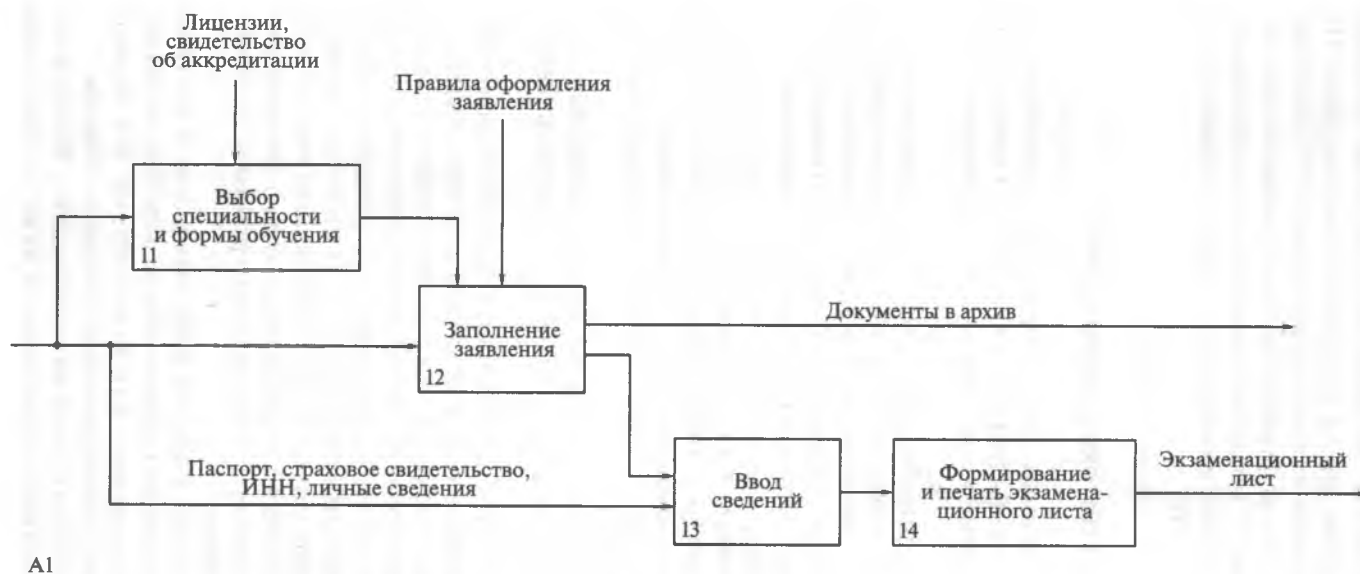 Лицензии,
свидетельство
об аккредитации
Правила оформления
заявления
Выбор
специальности
и формы обучения
11
Заполнение
заявления
12
Документы в архив
Паспорт, страховое свидетельство,
ИНН, личные сведения
Ввод
сведений
13
Формирование
и печать экзамена-
ционного листа
14
Экзаменационный
лист
А1